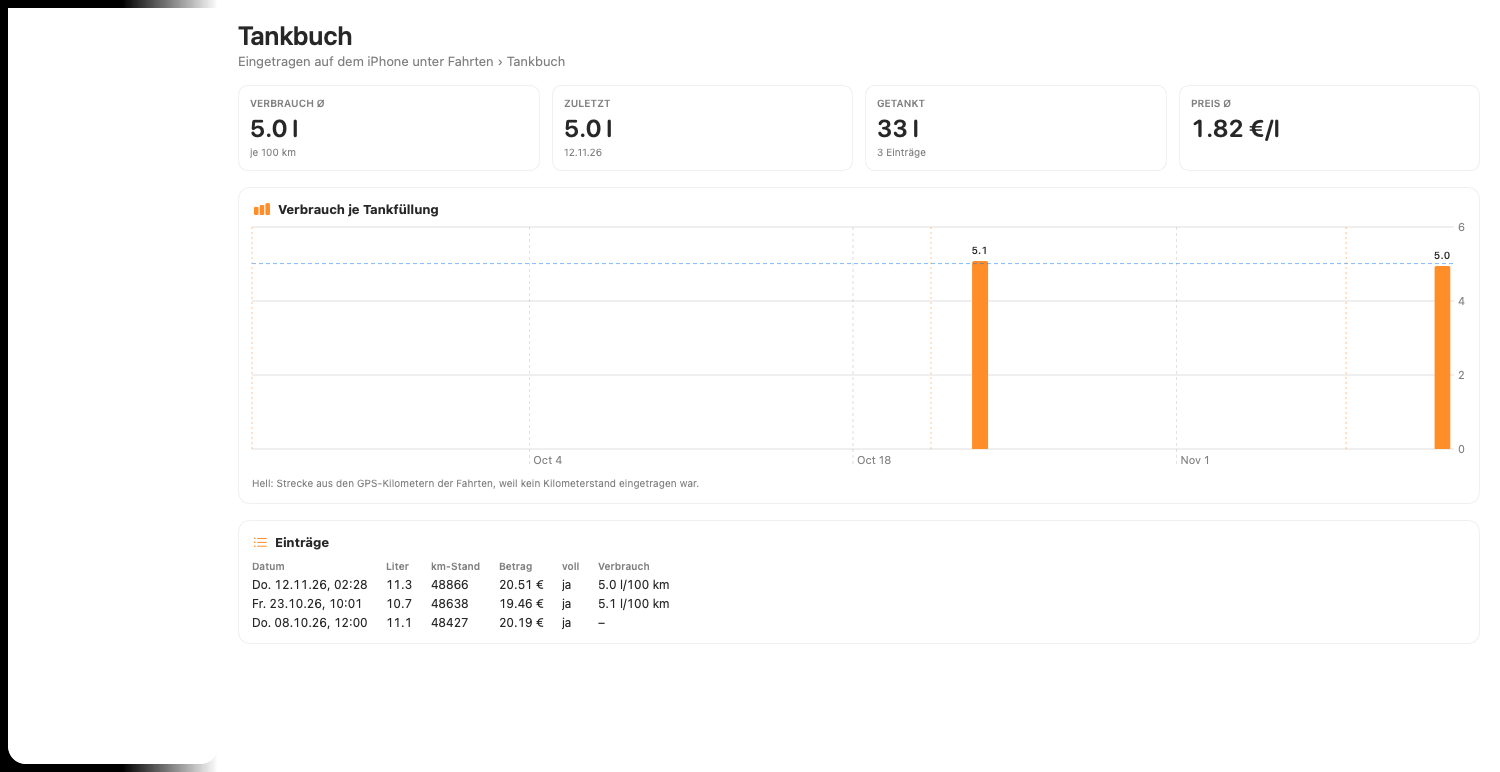 Tankbuch
Eingetragen auf dem iPhone unter Fahrten › Tankbuch
VERBRAUCH Ø
5.0 l
je 100 km
ZULETZT
5.0 l
12.11.26
GETANKT
33 l
3 Einträge
PREIS Ø
1.82 €/l
Verbrauch je Tankfüllung
6
5.1
5.0
4
2
0
Oct 4
Oct 18
Nov 1
Hell: Strecke aus den GPS-Kilometern der Fahrten, weil kein Kilometerstand eingetragen war.
Einträge
Datum Liter km-Stand Betrag voll Verbrauch
Do. 12.11.26, 02:28 11.3 48866 20.51 € ja 5.0 l/100 km
Fr. 23.10.26, 10:01 10.7 48638 19.46 € ja 5.1 l/100 km
Do. 08.10.26, 12:00 11.1 48427 20.19 € ja –